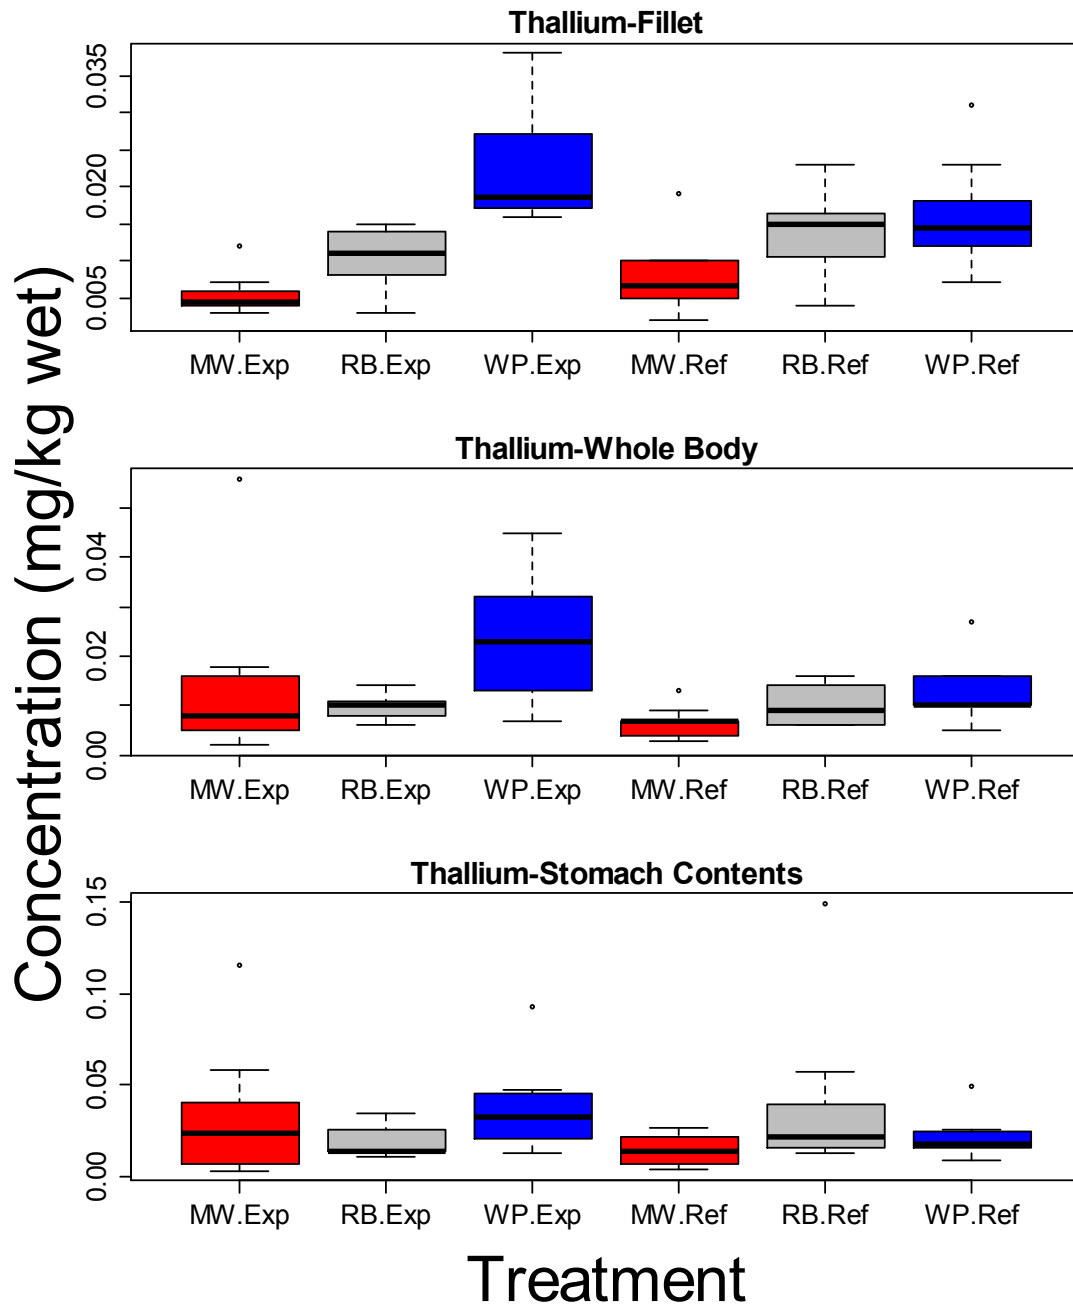 Thallium-Fillet
0.035
0.020
0.005
MW.Exp RB.Exp WP.Exp MW.Ref RB.Ref WP.Ref
Concentration (mg/kg wet)
Thallium-Whole Body
0.04
0.02
0.00
MW.Exp RB.Exp WP.Exp MW.Ref RB.Ref WP.Ref
Thallium-Stomach Contents
0.15
0.10
0.05
0.00
MW.Exp RB.Exp WP.Exp MW.Ref RB.Ref WP.Ref
Treatment